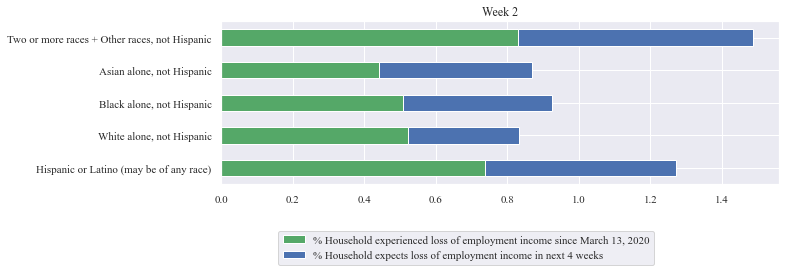 Week 2
Two or more races + Other races, not Hispanic
Asian alone, not Hispanic
Black alone, not Hispanic
White alone, not Hispanic
Hispanic or Latino (may be of any race)
0.0 0.2 0.4 0.6 0.8 1.0 1.2 1.4
% Household experienced loss of employment income since March 13, 2020
% Household expects loss of employment income in next 4 weeks